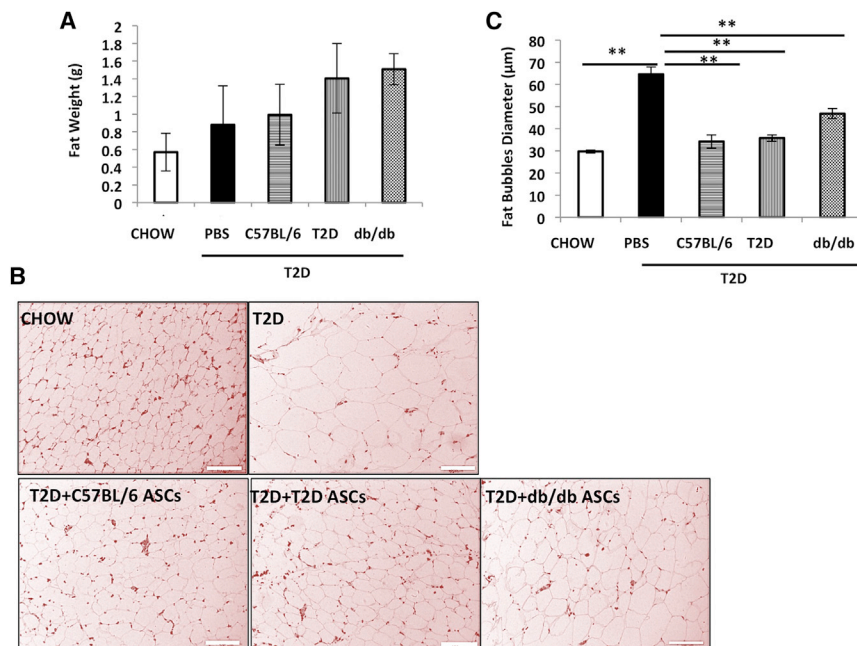 A
Fat Weight (g)
2
1.8
1.6
1.4
1.2
1
0.8
0.6
0.4
0.2
0
CHOW PBS C57BL/6 T2D db/db
T2D
C
Fat Bubbles Diameter (µm)
80
70
60
50
40
30
20
10
0
**
**
**
**
CHOW PBS C57BL/6 T2D db/db
T2D
B
CHOW
T2D
T2D+C57BL/6 ASCs
T2D+T2D ASCs
T2D+db/db ASCs